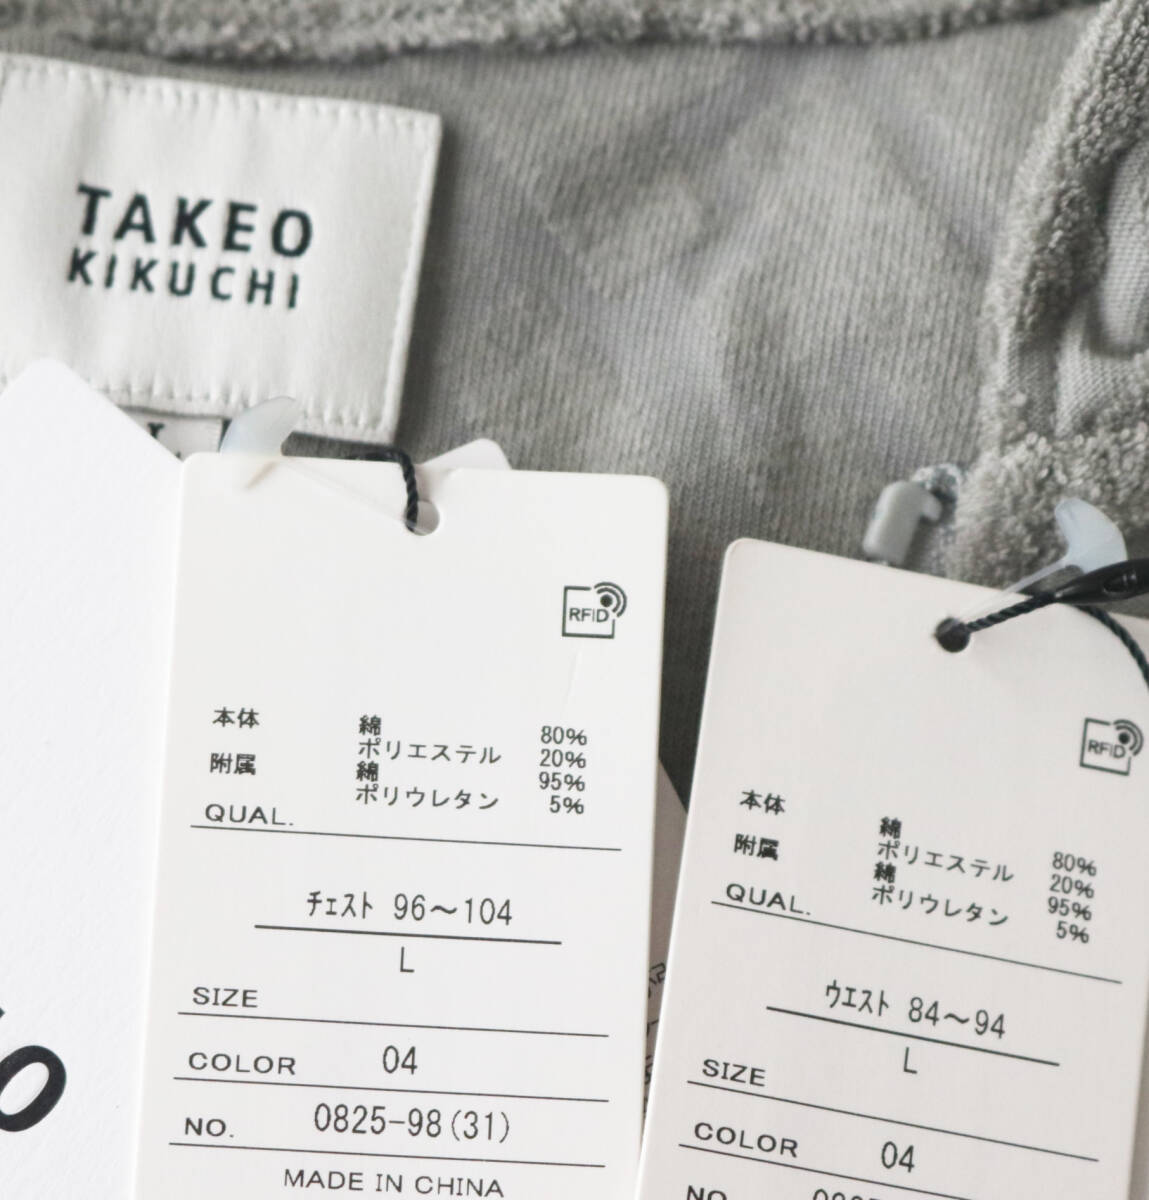 TAKEO
KIKUCHI
L
RFID
本体 綿 80%
ポリエステル 20%
附属 綿 95%
ポリウレタン 5%
QUAL.
チェスト 96～104
L
SIZE
COLOR 04
NO. 0825-98(31)
MADE IN CHINA
RFID
本体 綿 80%
ポリエステル 20%
附属 綿 95%
ポリウレタン 5%
QUAL.
ウエスト 84～94
L
SIZE
COLOR 04
NO.